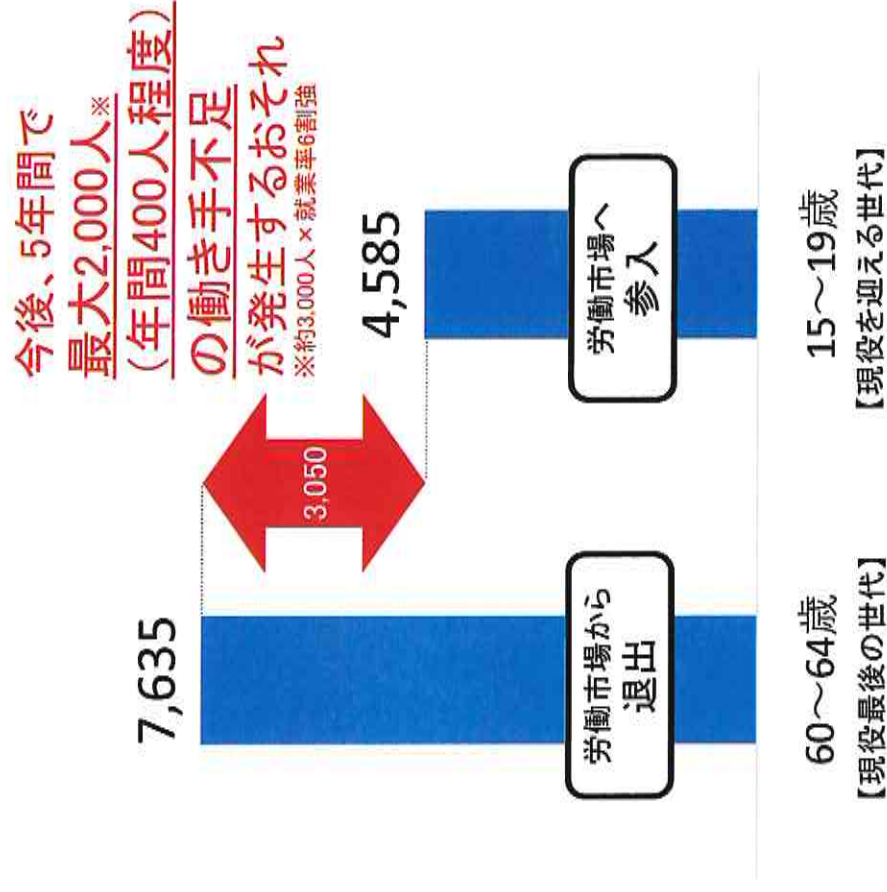 今後、5年間で
最大2,000人※
(年間400人程度)
の働き手不足
が発生するおそれ
※約3,000人×就業率6割強
7,635
3,050
4,585
労働市場から
退出
労働市場へ
参入
60～64歳
【現役最後の世代】
15～19歳
【現役を迎える世代】